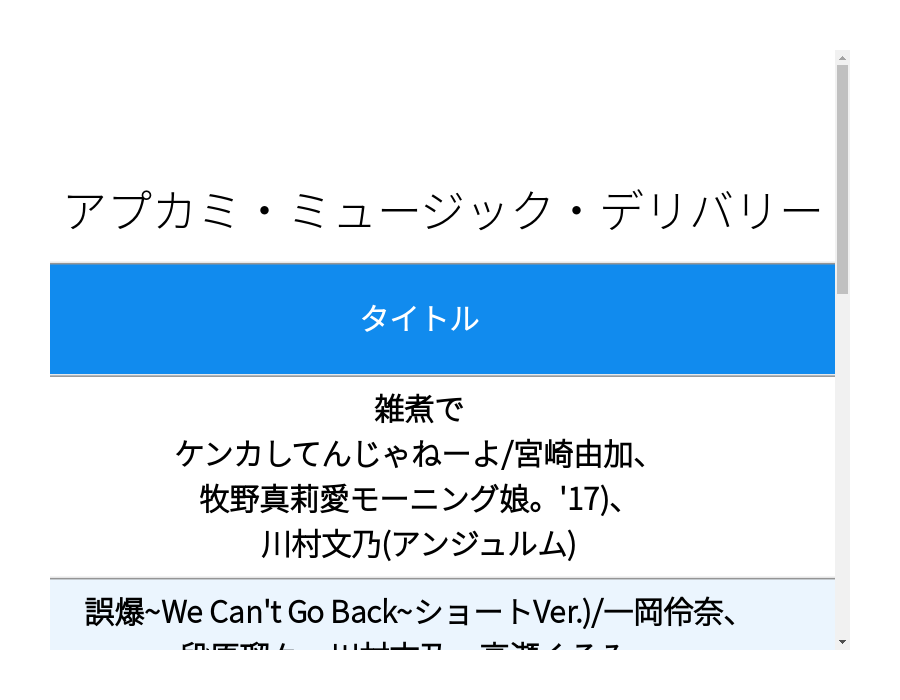 アプカミ・ミュージック・デリバリー
タイトル
雑煮で
ケンカしてんじゃねーよ/宮崎由加、
牧野真莉愛モーニング娘。'17)、
川村文乃(アンジュルム)
誤爆~We Can't Go Back~ショートVer.)/一岡伶奈、